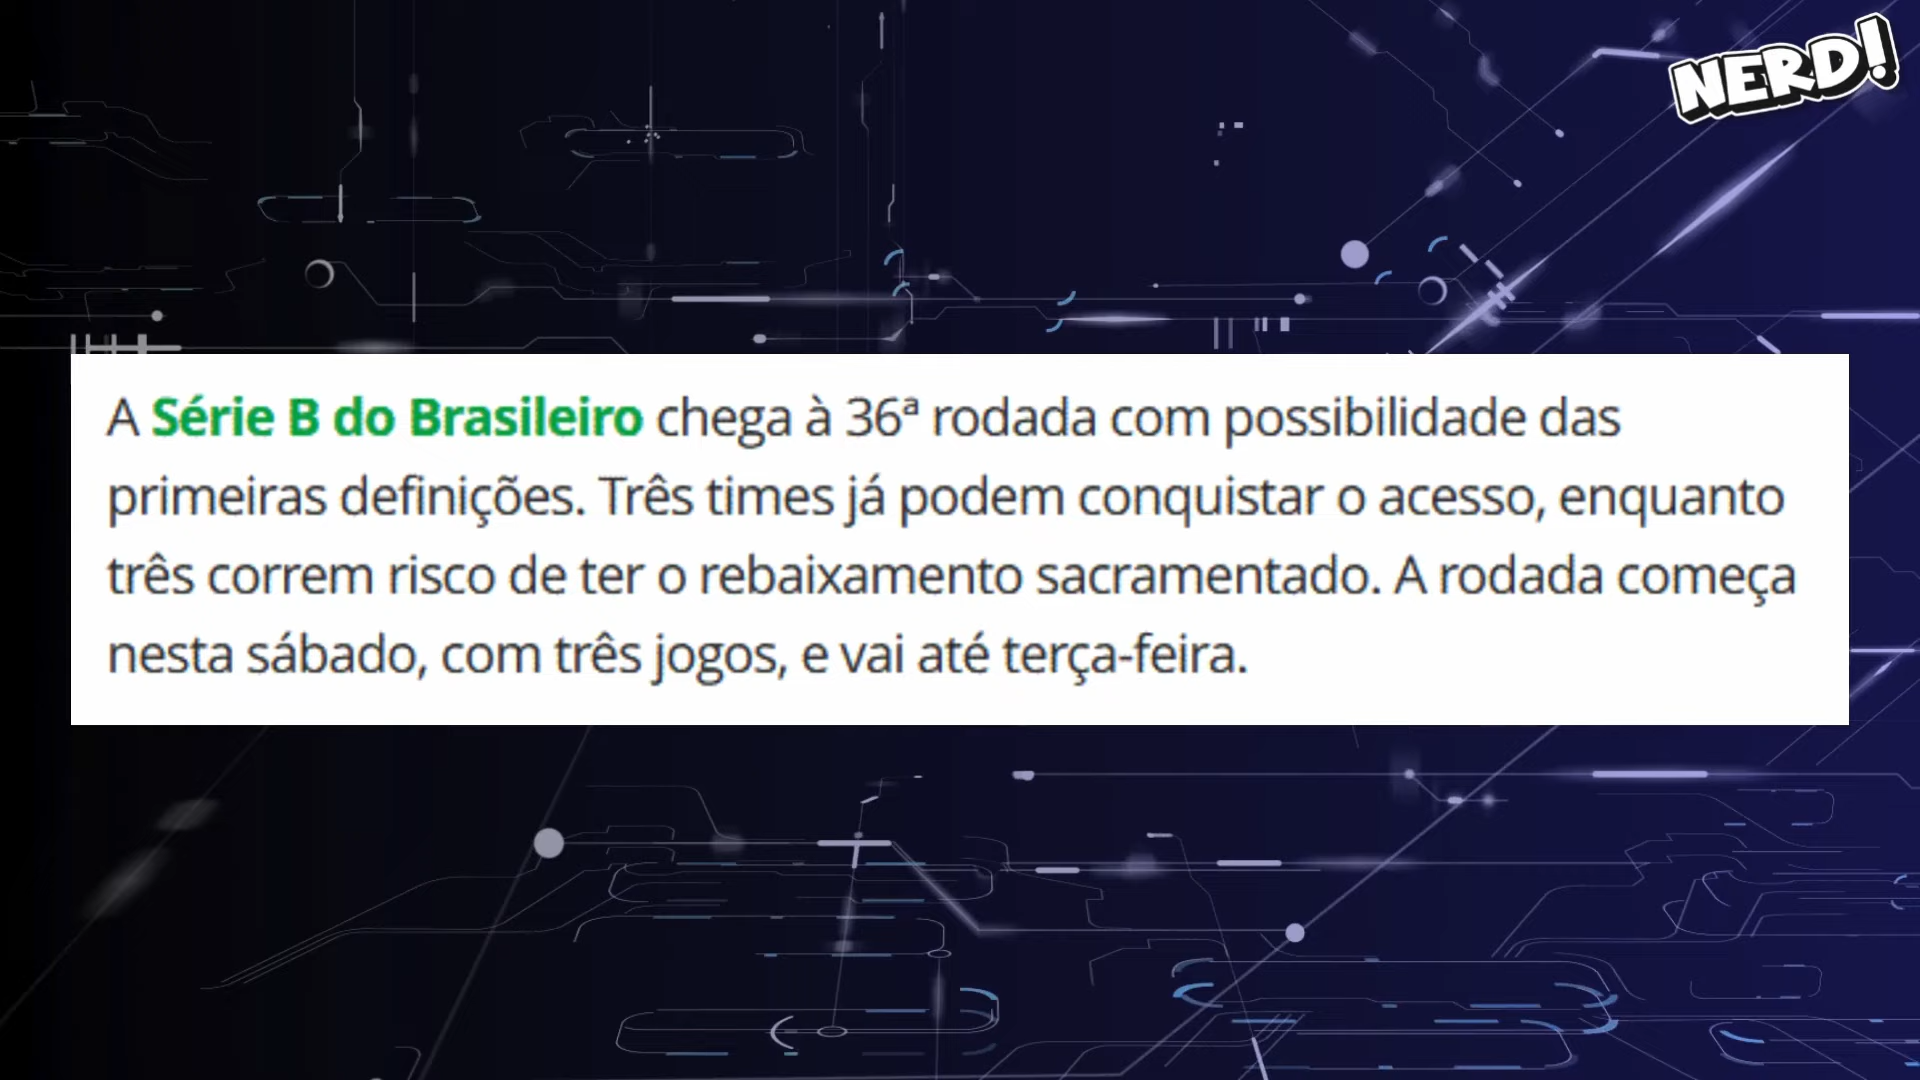 NERD!
A Série B do Brasileiro chega à 36ª rodada com possibilidade das
primeiras definições. Três times já podem conquistar o acesso, enquanto
três correm risco de ter o rebaixamento sacramentado. A rodada começa
nesta sábado, com três jogos, e vai até terça-feira.